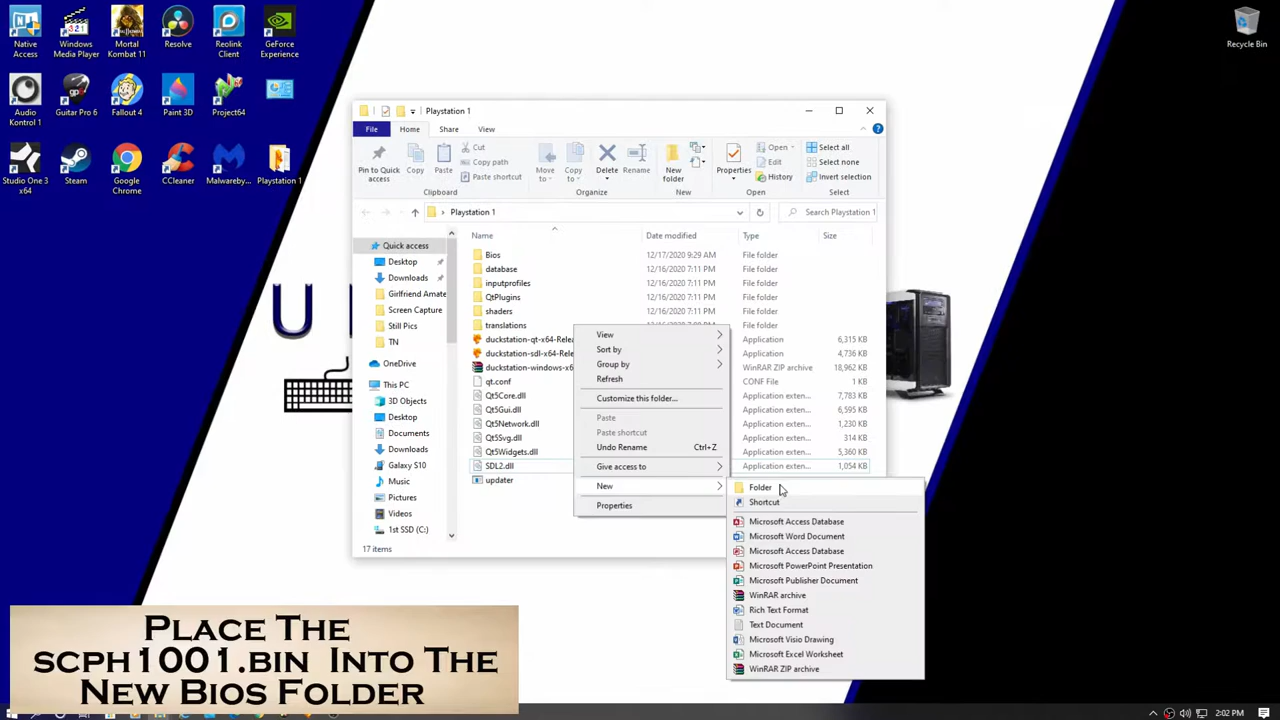 Native
Access
Windows
Media Player
Mortal
Kombat 11
Resolve
Reolink
Client
GeForce
Experience
Recycle Bin
Audio
Kontrol 1
Guitar Pro 6
Fallout 4
Paint 3D
Project64
Studio One 3
x64
Steam
Google
Chrome
CCleaner
Malwareby...
Playstation 1
Playstation 1
File
Home
Share
View
Pin to Quick
access
Copy
Paste
Cut
Copy path
Paste shortcut
Clipboard
Move
to
Copy
to
Delete
Rename
Organize
New
folder
New
Properties
Open
Edit
History
Open
Select all
Select none
Invert selection
Select
Playstation 1
Search Playstation 1
Name
Date modified
Type
Size
Quick access
Desktop
Downloads
Girlfriend Amate
Screen Capture
Still Pics
TN
OneDrive
This PC
3D Objects
Desktop
Documents
Downloads
Galaxy S10
Music
Pictures
Videos
1st SSD (C:)
Bios 12/17/2020 9:29 AM File folder
database 12/16/2020 7:11 PM File folder
inputprofiles 12/16/2020 7:11 PM File folder
QtPlugins 12/16/2020 7:11 PM File folder
shaders 12/16/2020 7:11 PM File folder
translations File folder
duckstation-qt-x64-Rele Application 6,315 KB
duckstation-sdl-x64-Rele Application 4,736 KB
duckstation-windows-x6 WinRAR ZIP archive 18,962 KB
qt.conf CONF File 1 KB
Qt5Core.dll Application exten... 7,783 KB
Qt5Gui.dll Application exten... 6,595 KB
Qt5Network.dll Application exten... 1,230 KB
Qt5Svg.dll Application exten... 314 KB
Qt5Widgets.dll Application exten... 5,360 KB
SDL2.dll Application exten... 1,054 KB
updater
17 items
View
Sort by
Group by
Refresh
Customize this folder...
Paste
Paste shortcut
Undo Rename Ctrl+Z
Give access to
New
Properties
Folder
Shortcut
Microsoft Access Database
Microsoft Word Document
Microsoft Access Database
Microsoft PowerPoint Presentation
Microsoft Publisher Document
WinRAR archive
Rich Text Format
Text Document
Microsoft Visio Drawing
Microsoft Excel Worksheet
WinRAR ZIP archive
U
Place The
scph1001.bin Into The
New Bios Folder
2:02 PM